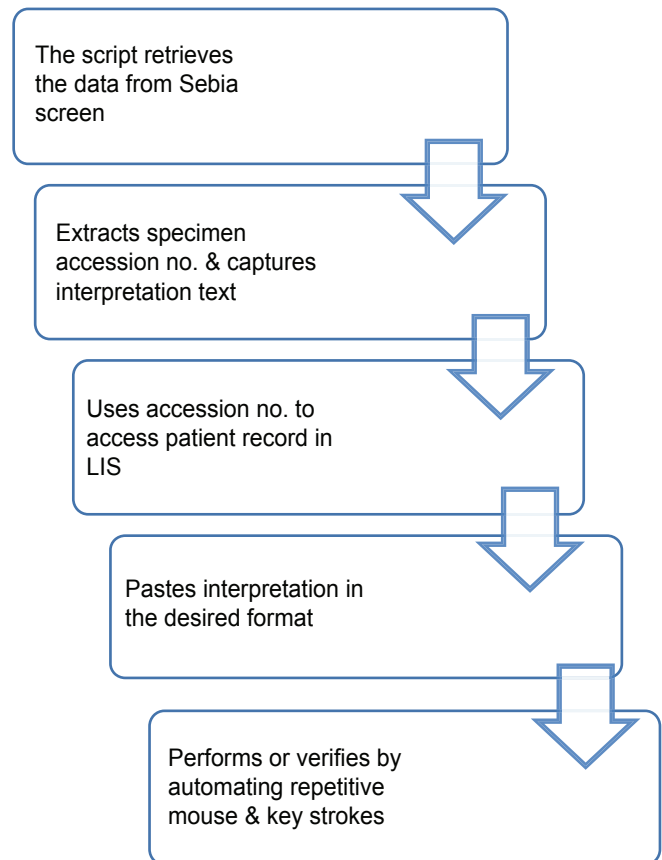 The script retrieves
the data from Sebia
screen
Extracts specimen
accession no. & captures
interpretation text
Uses accession no. to
access patient record in
LIS
Pastes interpretation in
the desired format
Performs or verifies by
automating repetitive
mouse & key strokes